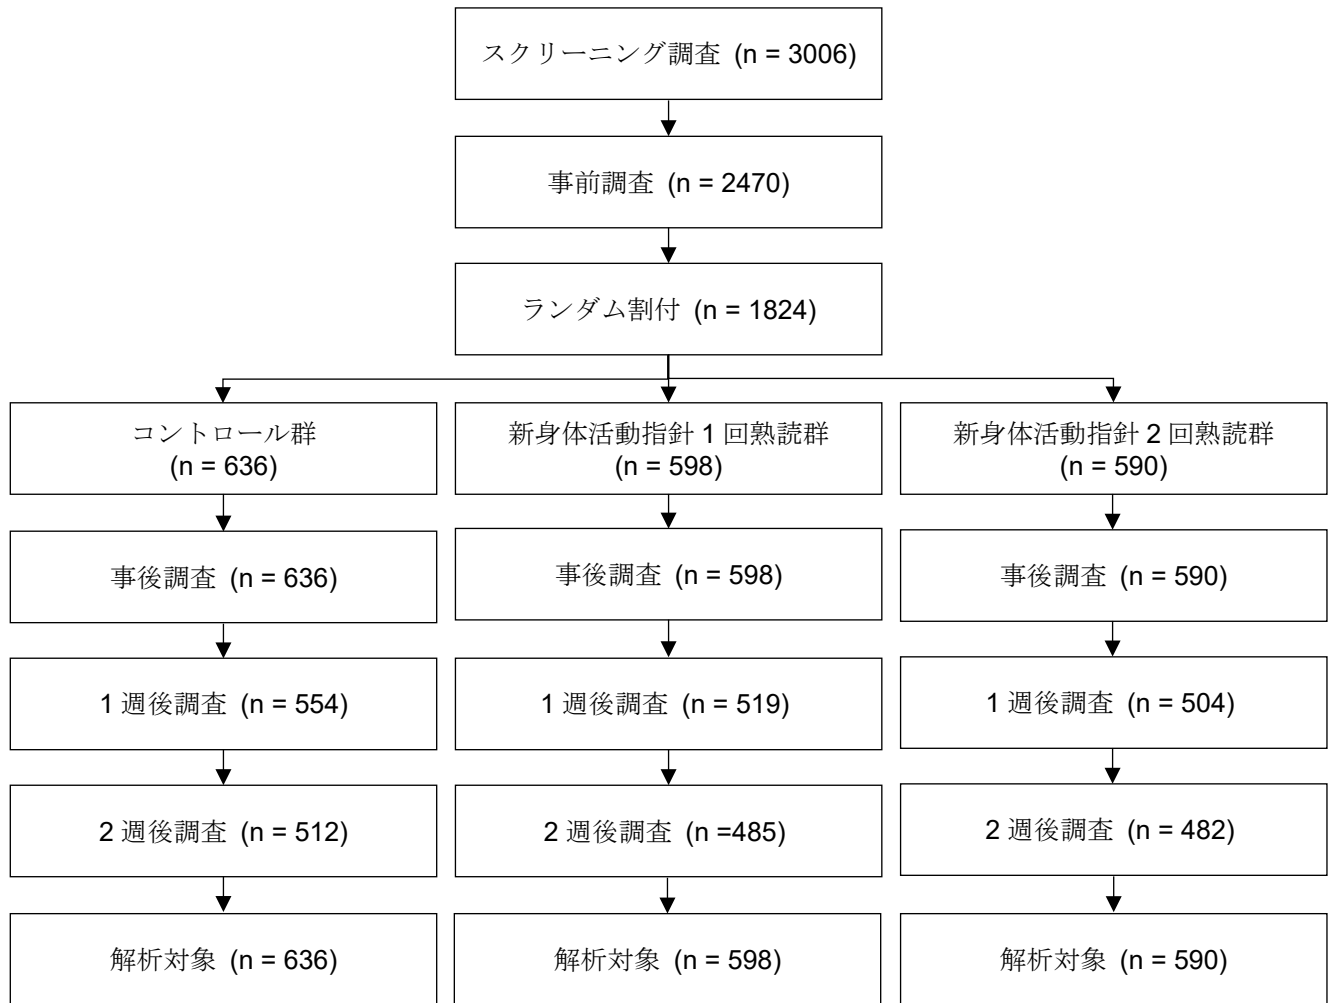 スクリーニング調査 (n = 3006)
事前調査 (n = 2470)
ランダム割付 (n = 1824)
コントロール群
(n = 636)
新身体活動指針 1 回熟読群
(n = 598)
新身体活動指針 2 回熟読群
(n = 590)
事後調査 (n = 636)
事後調査 (n = 598)
事後調査 (n = 590)
1 週後調査 (n = 554)
1 週後調査 (n = 519)
1 週後調査 (n = 504)
2 週後調査 (n = 512)
2 週後調査 (n =485)
2 週後調査 (n = 482)
解析対象 (n = 636)
解析対象 (n = 598)
解析対象 (n = 590)